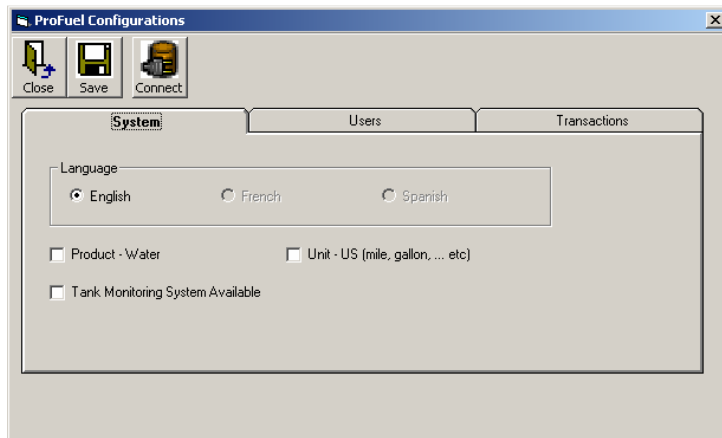 ProFuel Configurations
Close Save Connect
System Users Transactions
Language
English French Spanish
Product - Water Unit - US (mile, gallon, ... etc)
Tank Monitoring System Available